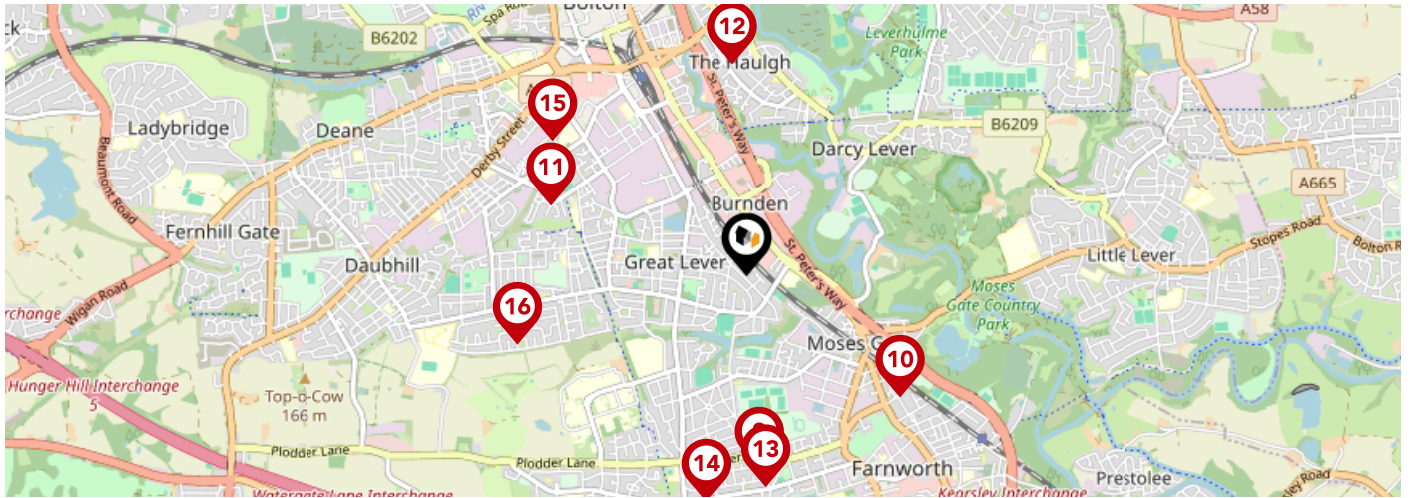 Bolton
A58
B6202
Spa Road
12
Leverhulme
Park
The Haulgh
15
St. Peter's Way
Ladybridge
Deane
B6209
Derby Street
Darcy Lever
11
Beaumont Road
A665
Burnden
Fernhill Gate
Stopes Road
Bolton R
Daubhill
Great Lever
St. Peter's Way
Little Lever
Wigan Road
16
Moses
Gate Country
Park
rchange
Moses G
10
Hunger Hill Interchange
5
Top-o-Cow
166 m
13
Plodder Lane
Plodder Lane
14
Farnworth
Prestolee
Watergate Lane Interchange
Kearsley Interchange